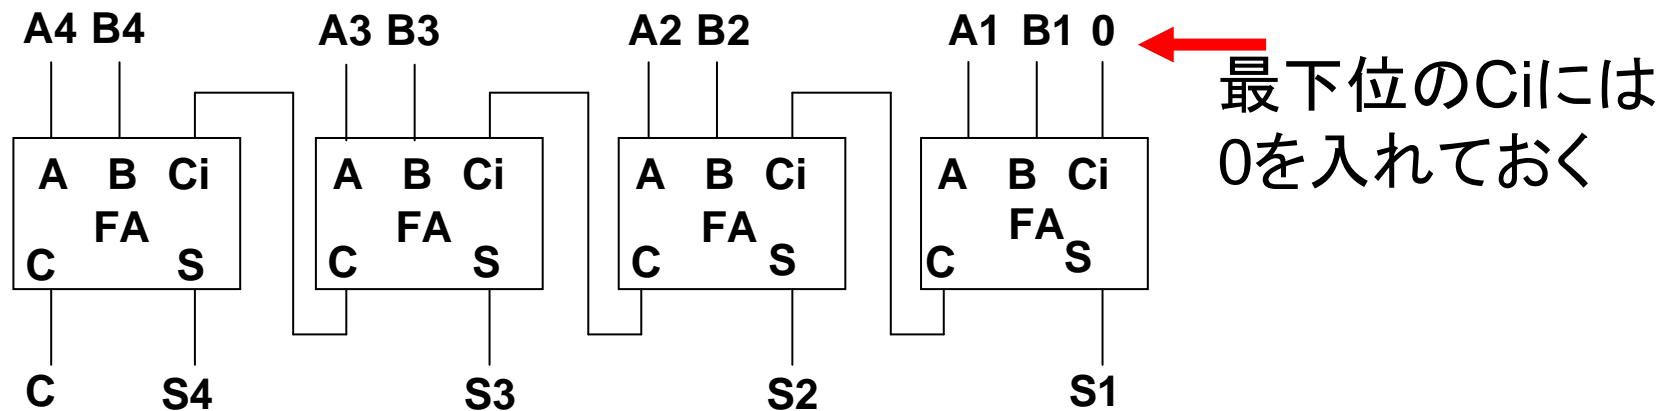 A4 B4 A3 B3 A2 B2 A1 B1 0
最下位のCiには
0を入れておく
A B Ci A B Ci A B Ci A B Ci
FA FA FA FA
C S C S C S C S
C S4 S3 S2 S1